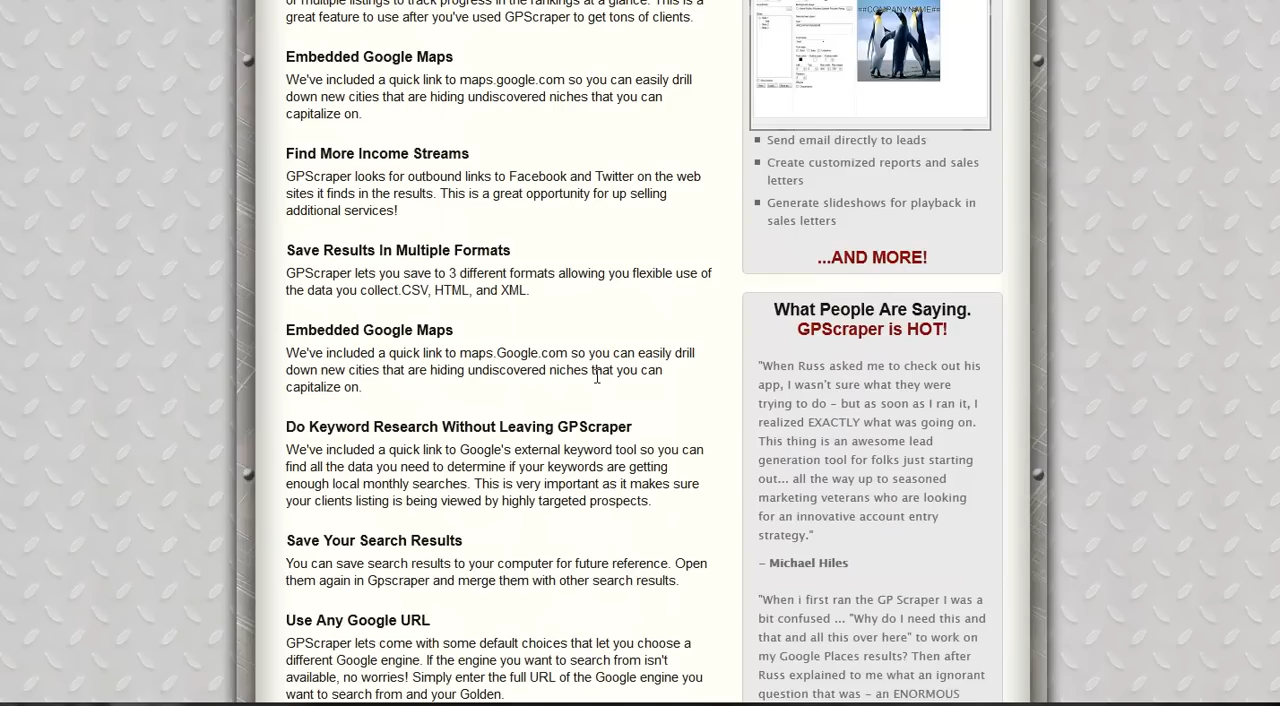 of multiple listings to track progress in the rankings at a glance. This is a
great feature to use after you've used GPScraper to get tons of clients.
Embedded Google Maps
We've included a quick link to maps.google.com so you can easily drill
down new cities that are hiding undiscovered niches that you can
capitalize on.
Find More Income Streams
GPScraper looks for outbound links to Facebook and Twitter on the web
sites it finds in the results. This is a great opportunity for up selling
additional services!
Save Results In Multiple Formats
GPScraper lets you save to 3 different formats allowing you flexible use of
the data you collect.CSV, HTML, and XML.
Embedded Google Maps
We've included a quick link to maps.Google.com so you can easily drill
down new cities that are hiding undiscovered niches that you can
capitalize on.
Do Keyword Research Without Leaving GPScraper
We've included a quick link to Google's external keyword tool so you can
find all the data you need to determine if your keywords are getting
enough local monthly searches. This is very important as it makes sure
your clients listing is being viewed by highly targeted prospects.
Save Your Search Results
You can save search results to your computer for future reference. Open
them again in Gpscraper and merge them with other search results.
Use Any Google URL
GPScraper lets come with some default choices that let you choose a
different Google engine. If the engine you want to search from isn't
available, no worries! Simply enter the full URL of the Google engine you
want to search from and your Golden.
##COMPANYNAME##
Send email directly to leads
Create customized reports and sales
letters
Generate slideshows for playback in
sales letters
...AND MORE!
What People Are Saying.
GPScraper is HOT!
"When Russ asked me to check out his
app, I wasn't sure what they were
trying to do – but as soon as I ran it, I
realized EXACTLY what was going on.
This thing is an awesome lead
generation tool for folks just starting
out... all the way up to seasoned
marketing veterans who are looking
for an innovative account entry
strategy."
– Michael Hiles
"When i first ran the GP Scraper I was a
bit confused ... "Why do I need this and
that and all this over here" to work on
my Google Places results? Then after
Russ explained to me what an ignorant
question that was – an ENORMOUS